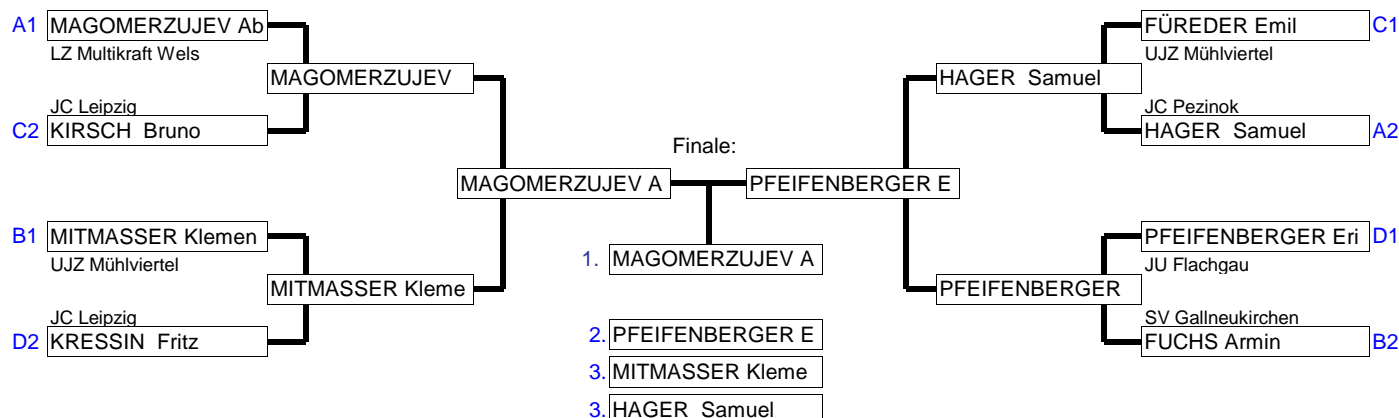 A1 MAGOMERZUJEV Ab
LZ Multikraft Wels
MAGOMERZUJEV
JC Leipzig
C2 KIRSCH Bruno
MAGOMERZUJEV A
B1 MITMASSER Klemen
UJZ Mühlviertel
MITMASSER Kleme
JC Leipzig
D2 KRESSIN Fritz
Finale:
1. MAGOMERZUJEV A
2. PFEIFENBERGER E
3. MITMASSER Kleme
3. HAGER Samuel
FÜREDER Emil C1
UJZ Mühlviertel
HAGER Samuel
JC Pezinok
HAGER Samuel A2
PFEIFENBERGER E
PFEIFENBERGER Eri D1
JU Flachgau
PFEIFENBERGER
SV Gallneukirchen
FUCHS Armin B2